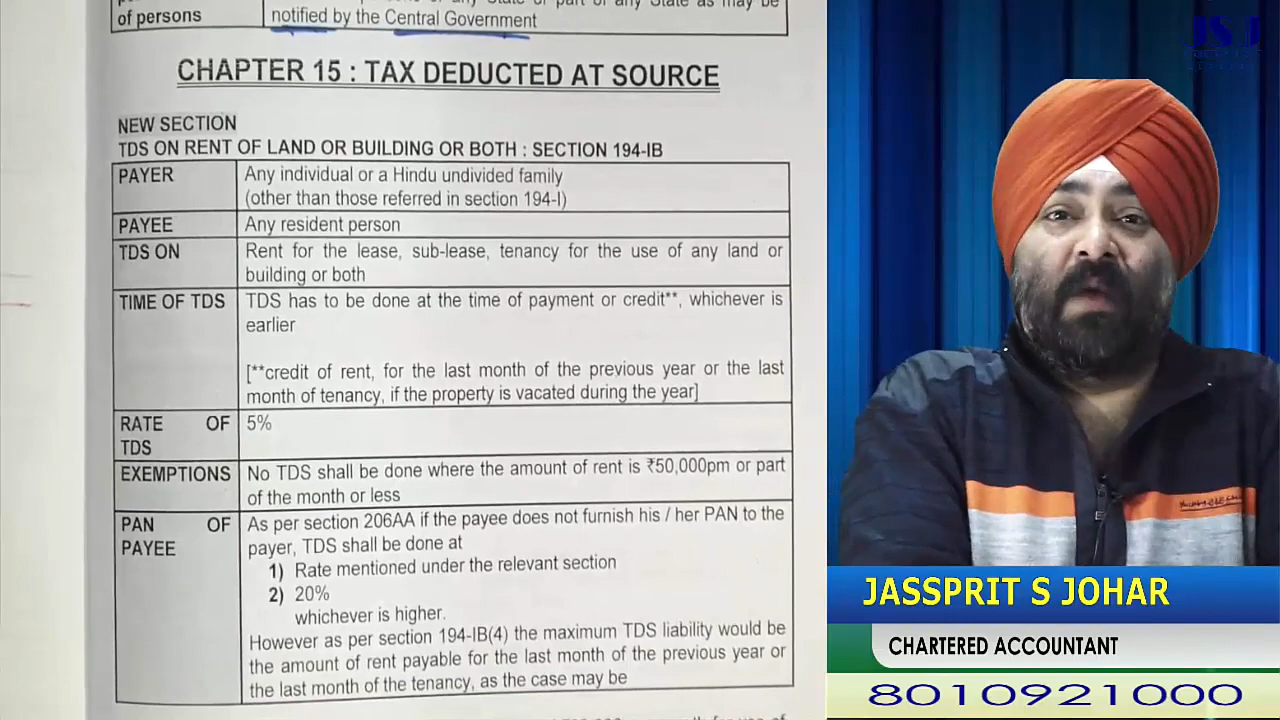 of persons
notified by the Central Government
CHAPTER 15 : TAX DEDUCTED AT SOURCE
NEW SECTION
TDS ON RENT OF LAND OR BUILDING OR BOTH : SECTION 194-IB
PAYER Any individual or a Hindu undivided family
(other than those referred in section 194-I)
PAYEE Any resident person
TDS ON Rent for the lease, sub-lease, tenancy for the use of any land or
building or both
TIME OF TDS TDS has to be done at the time of payment or credit**, whichever is
earlier
[**credit of rent, for the last month of the previous year or the last
month of tenancy, if the property is vacated during the year]
RATE OF 5%
TDS
EXEMPTIONS No TDS shall be done where the amount of rent is ₹50,000pm or part
of the month or less
PAN OF As per section 206AA if the payee does not furnish his / her PAN to the
PAYEE payer, TDS shall be done at
1) Rate mentioned under the relevant section
2) 20%
whichever is higher.
However as per section 194-IB(4) the maximum TDS liability would be
the amount of rent payable for the last month of the previous year or
the last month of the tenancy, as the case may be
JSJ
JASSPRIT S JOHAR
CHARTERED ACCOUNTANT
8010921000